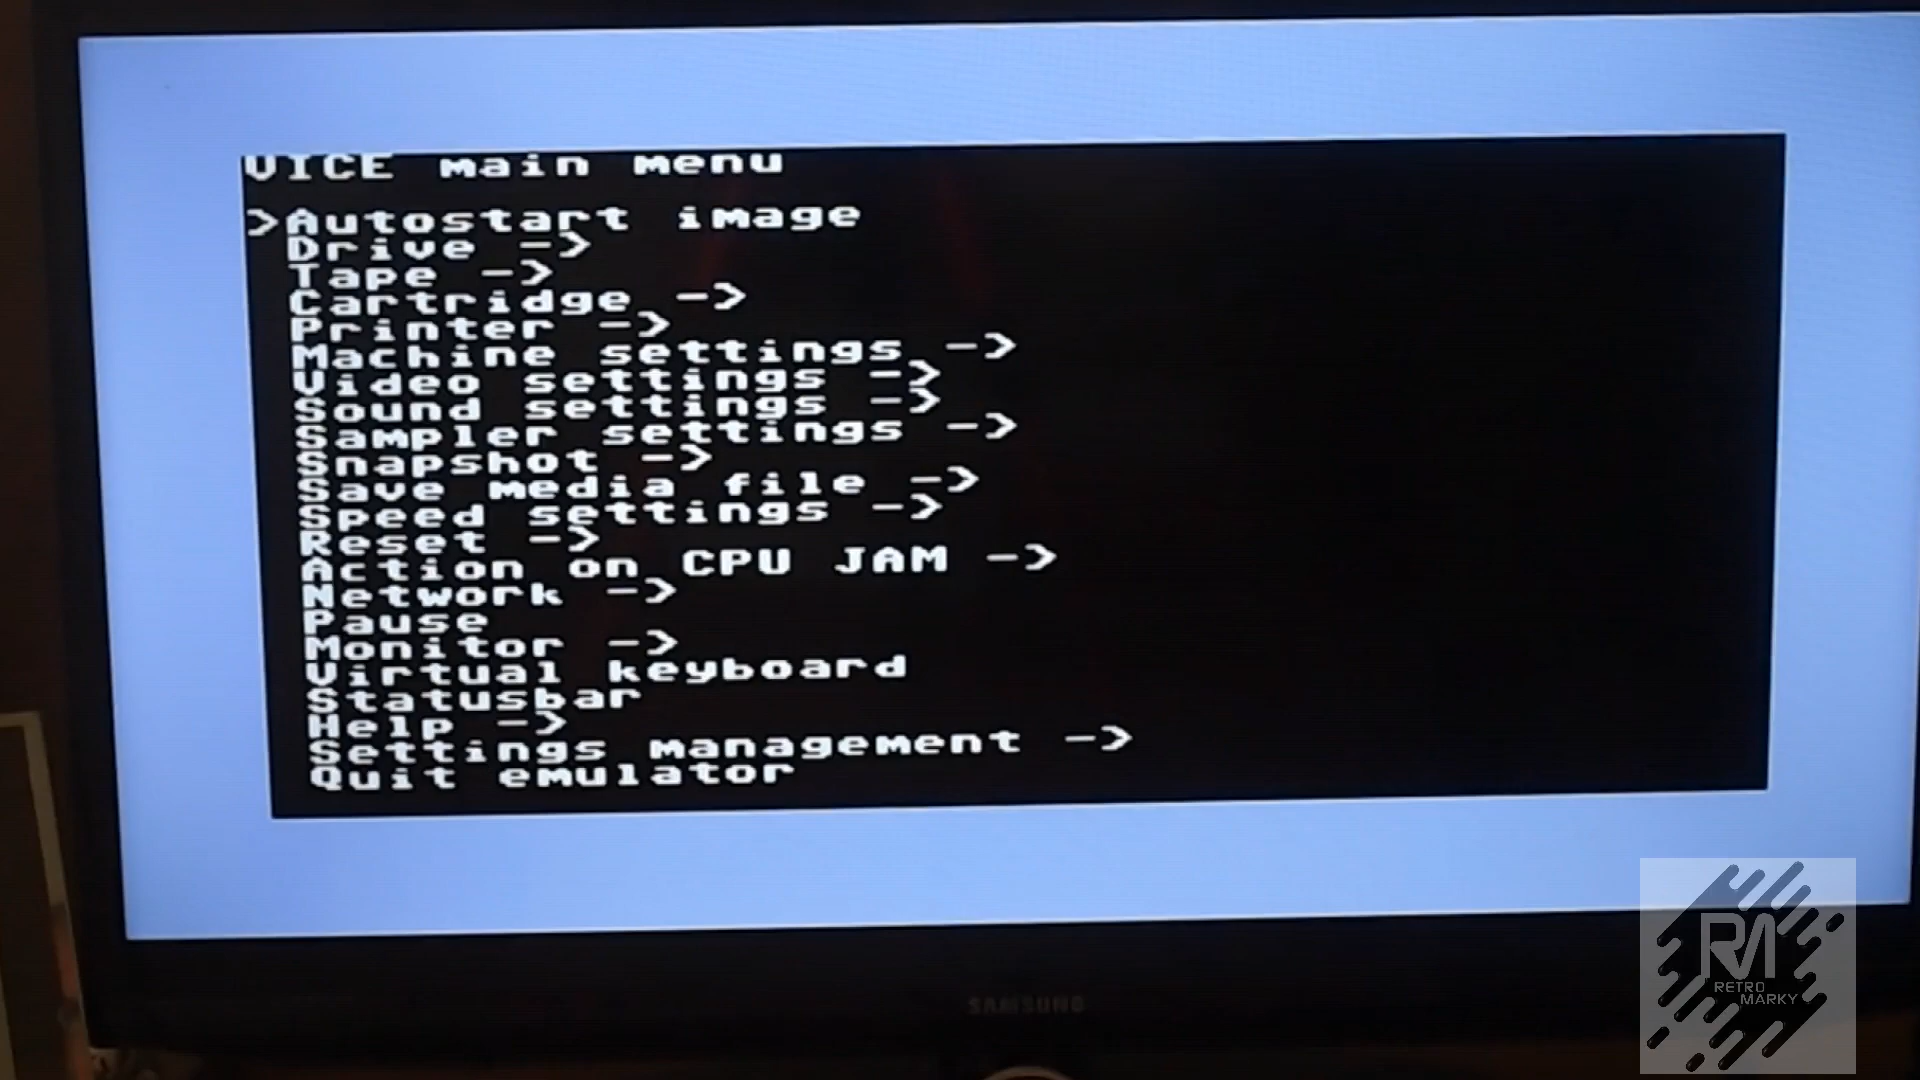 VICE main menu
>Autostart image
Drive ->
Tape ->
Cartridge ->
Printer ->
Machine settings ->
Video settings ->
Sound settings ->
Sampler settings ->
Snapshot ->
Save media file ->
Speed settings ->
Reset ->
Action on CPU JAM ->
Network ->
Pause
Monitor ->
Virtual keyboard
Statusbar
Help ->
Settings management ->
Quit emulator
SAMSUNG
RM
RETRO
MARKY